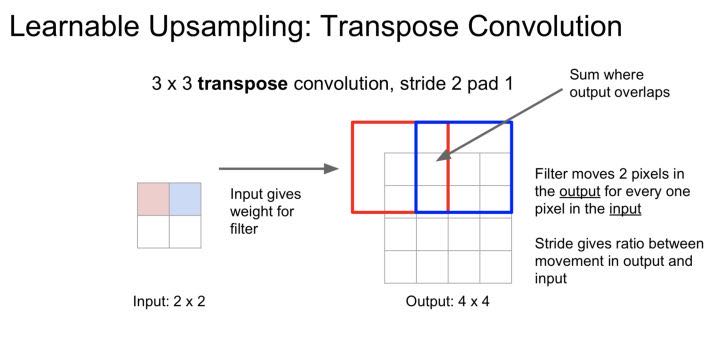 Learnable Upsampling: Transpose Convolution
3 x 3 transpose convolution, stride 2 pad 1
Sum where
output overlaps
Input gives
weight for
filter
Filter moves 2 pixels in
the output for every one
pixel in the input
Stride gives ratio between
movement in output and
input
Input: 2 x 2
Output: 4 x 4